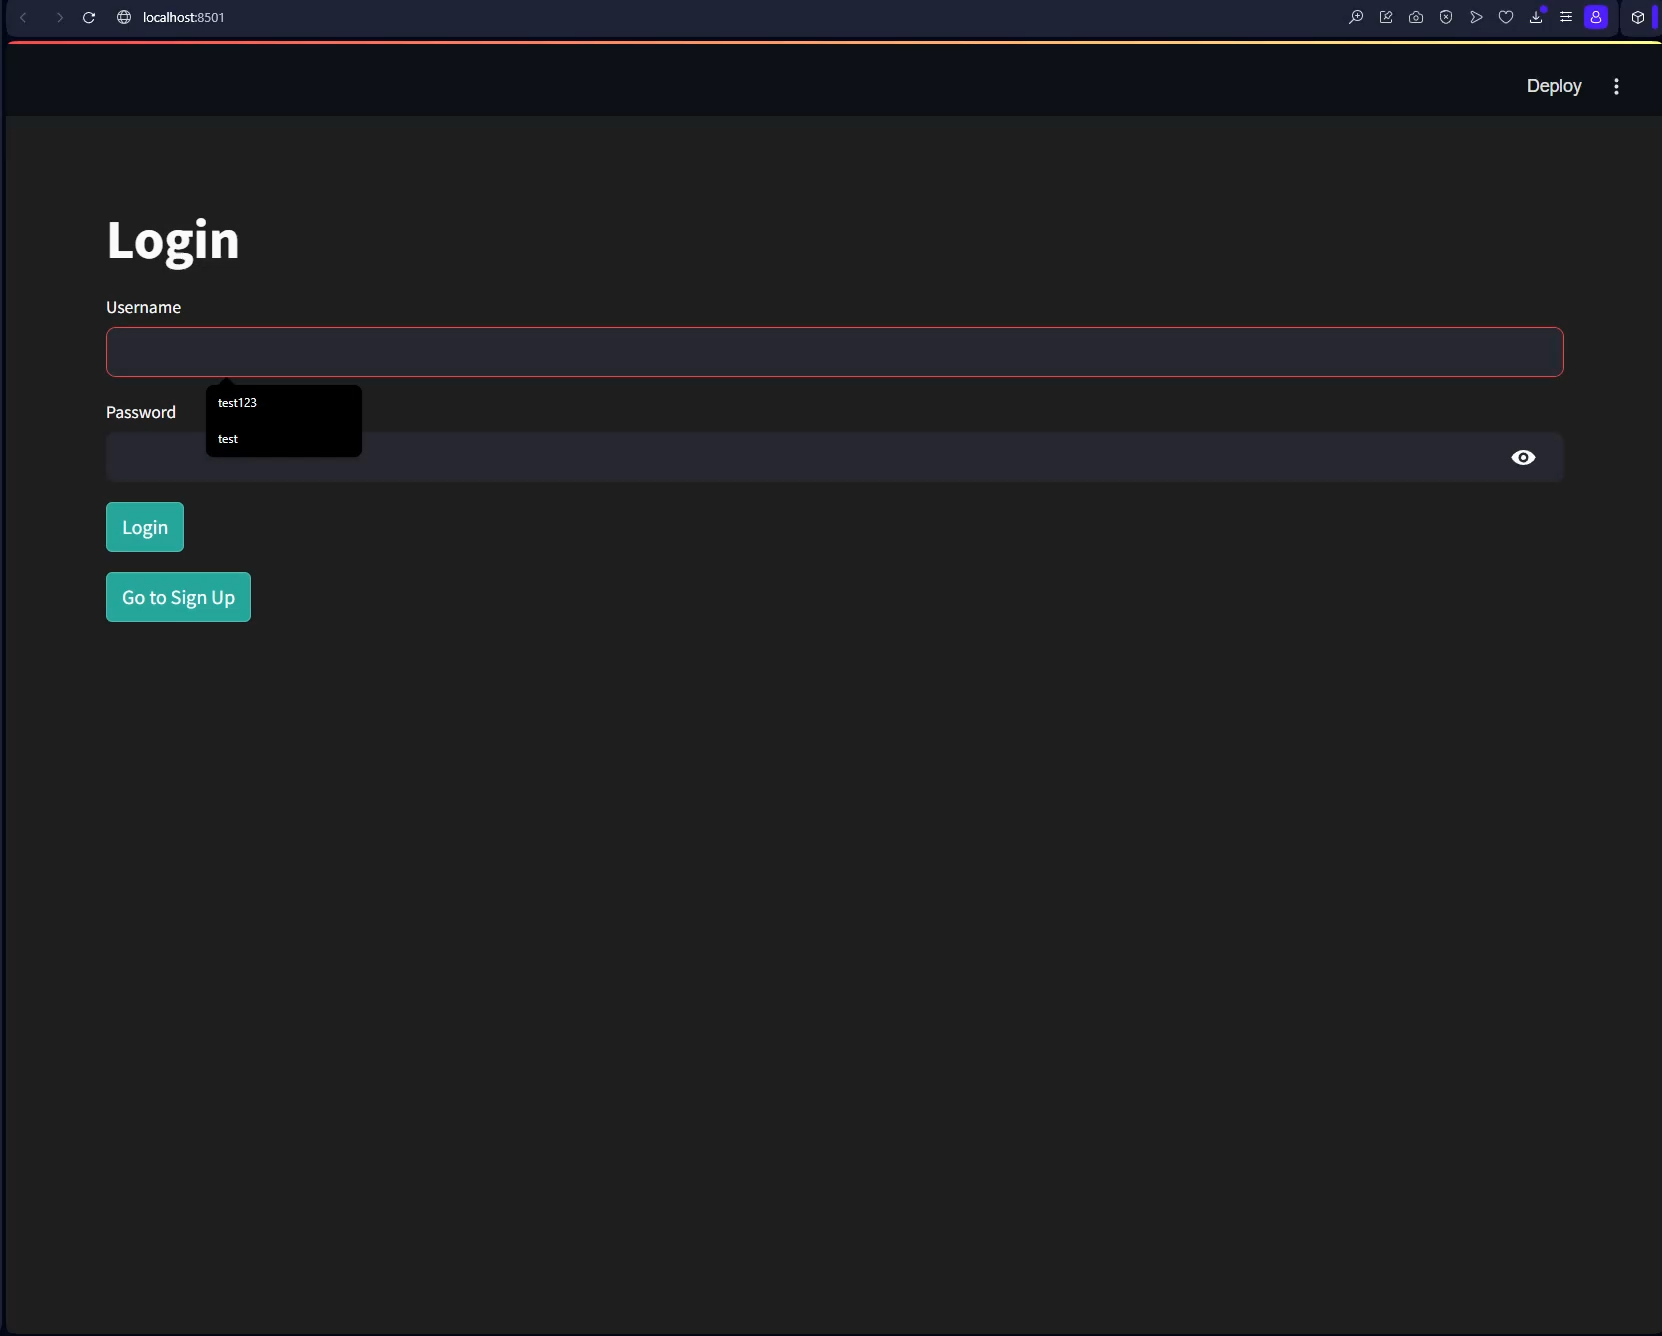 localhost:8501
Deploy
Login
Username
test123
Password
test
Login
Go to Sign Up